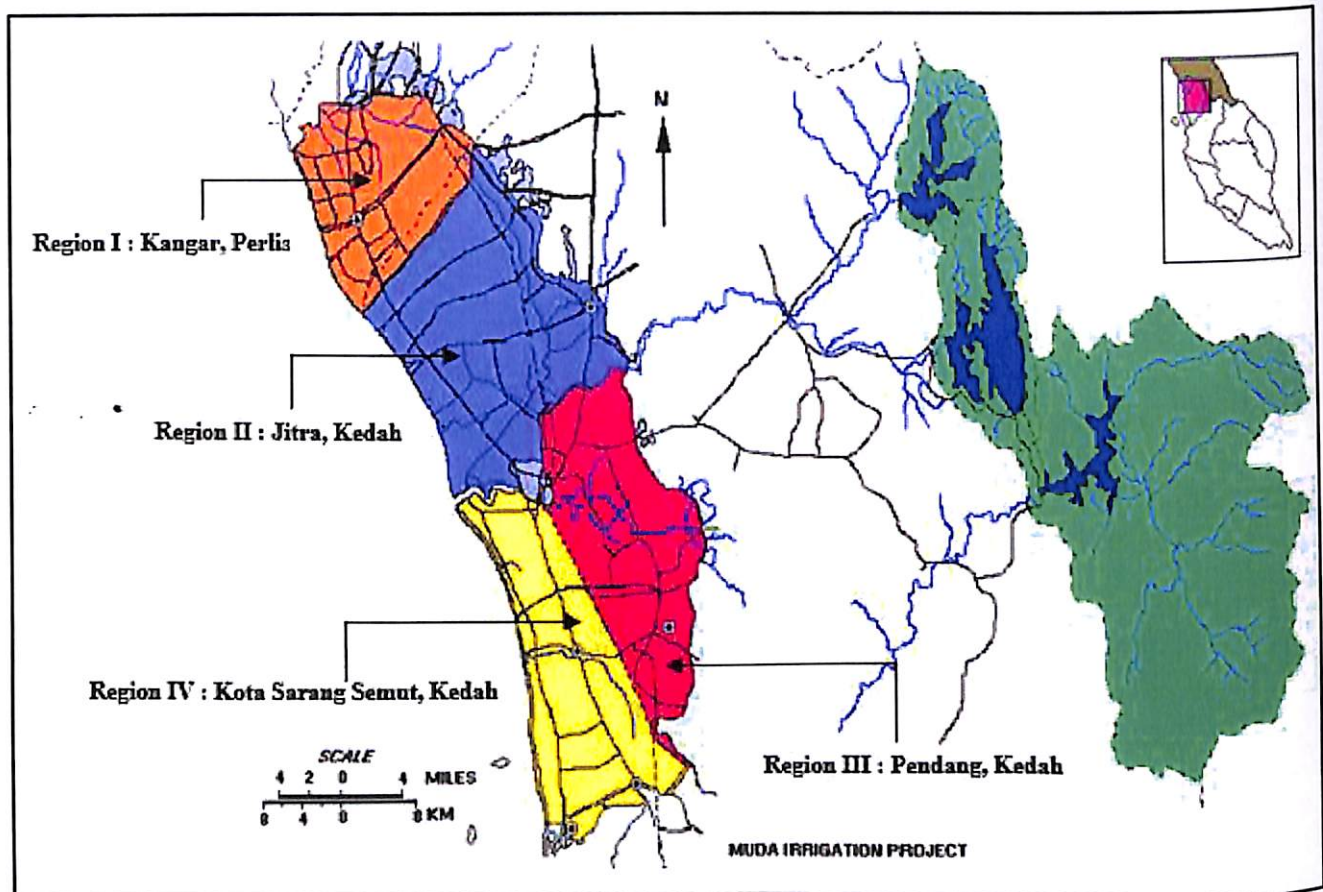 N
Region I : Kangar, Perlis
Region II : Jitra, Kedah
Region IV : Kota Sarang Semut, Kedah
Region III : Pendang, Kedah
SCALE
4 2 0 4 MILES
8 4 0 8 KM
MUDA IRRIGATION PROJECT